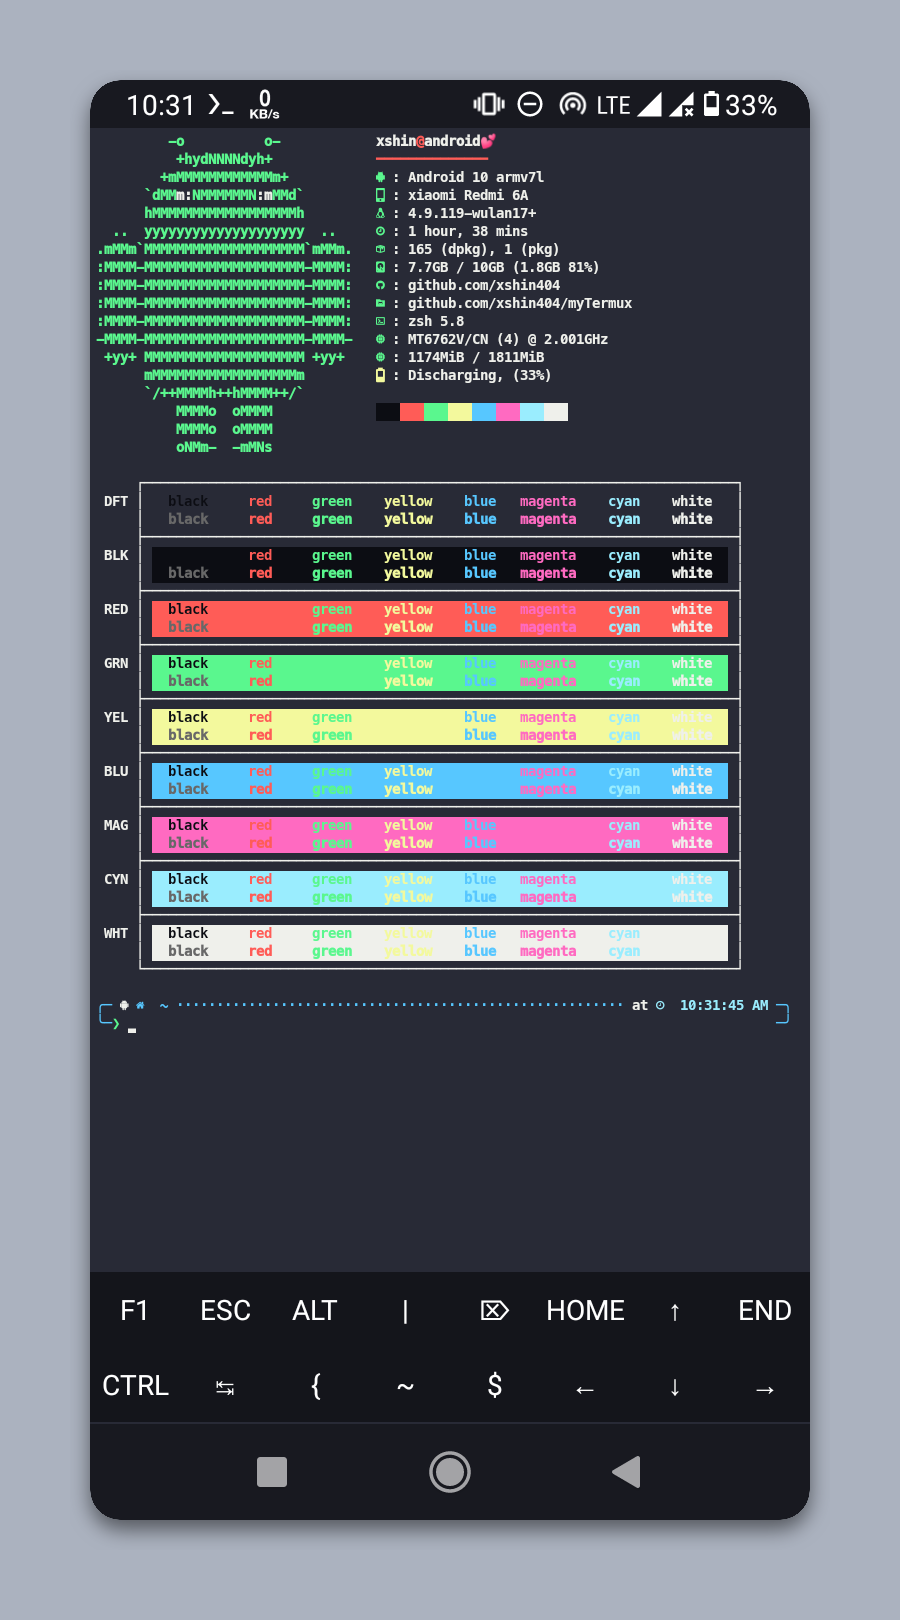 10:31 0 KB/s LTE 33%
-o o-
+hydNNNNdyh+
+mMMMMMMMMMMMMm+
`dMMm:NMMMMMMN:mMMd`
hMMMMMMMMMMMMMMMMMMh
.. yyyyyyyyyyyyyyyyyyyy ..
.mMMm`MMMMMMMMMMMMMMMMMMMM`mMMm.
:MMMM-MMMMMMMMMMMMMMMMMMMM-MMMM:
:MMMM-MMMMMMMMMMMMMMMMMMMM-MMMM:
:MMMM-MMMMMMMMMMMMMMMMMMMM-MMMM:
:MMMM-MMMMMMMMMMMMMMMMMMMM-MMMM:
-MMMM-MMMMMMMMMMMMMMMMMMMM-MMMM-
+yy+ MMMMMMMMMMMMMMMMMMMM +yy+
mMMMMMMMMMMMMMMMMMMm
`/++MMMMh++hMMMM++/`
MMMMo oMMMM
MMMMo oMMMM
oNMm- -mMNs
xshin@android💕
: Android 10 armv7l
: xiaomi Redmi 6A
: 4.9.119-wulan17+
: 1 hour, 38 mins
: 165 (dpkg), 1 (pkg)
: 7.7GB / 10GB (1.8GB 81%)
: github.com/xshin404
: github.com/xshin404/myTermux
: zsh 5.8
: MT6762V/CN (4) @ 2.001GHz
: 1174MiB / 1811MiB
: Discharging, (33%)
DFT black red green yellow blue magenta cyan white
black red green yellow blue magenta cyan white
BLK red green yellow blue magenta cyan white
black red green yellow blue magenta cyan white
RED black green yellow blue magenta cyan white
black green yellow blue magenta cyan white
GRN black red yellow blue magenta cyan white
black red yellow blue magenta cyan white
YEL black red green blue magenta cyan white
black red green blue magenta cyan white
BLU black red green yellow magenta cyan white
black red green yellow magenta cyan white
MAG black red green yellow blue cyan white
black red green yellow blue cyan white
CYN black red green yellow blue magenta white
black red green yellow blue magenta white
WHT black red green yellow blue magenta cyan
black red green yellow blue magenta cyan
~ at 10:31:45 AM
❯
F1 ESC ALT | ⌦ HOME ↑ END
CTRL ↹ { ~ $ ← ↓ →